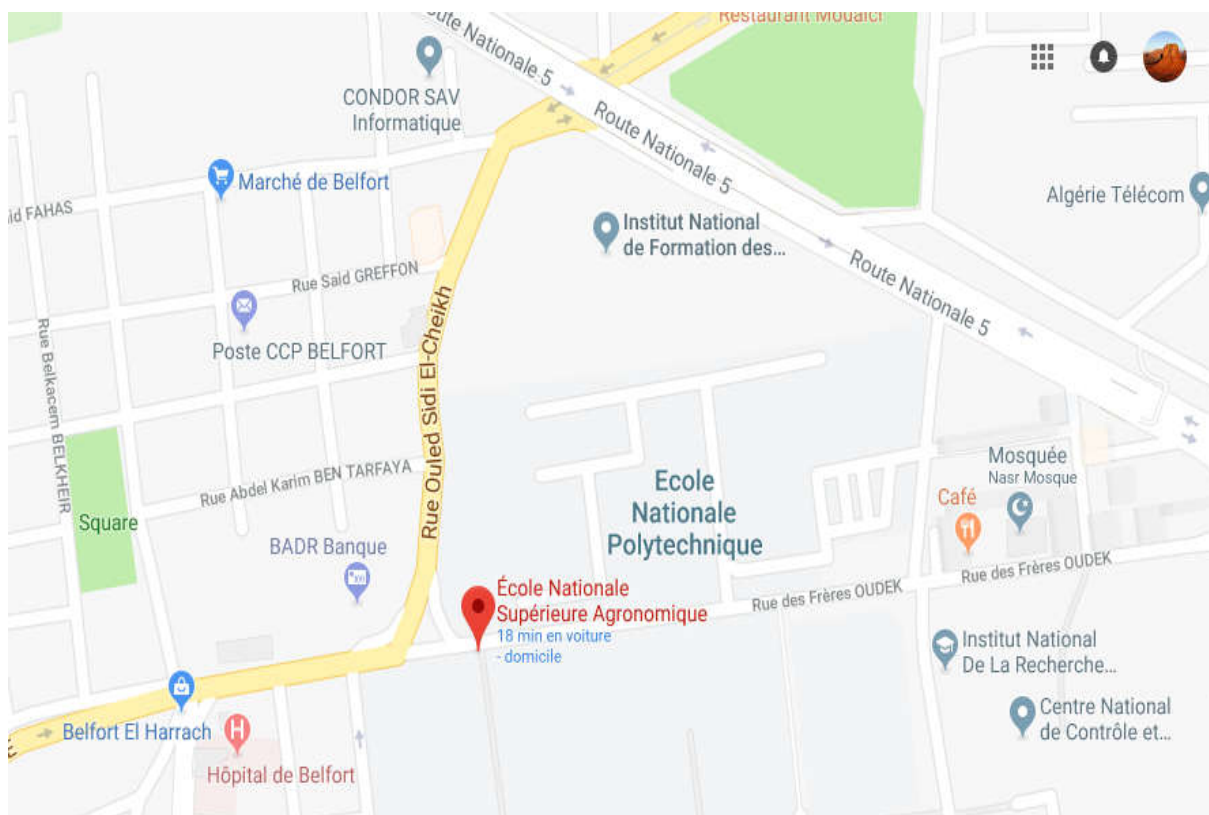 Restaurant Mouaici
Route Nationale 5
CONDOR SAV
Informatique
Route Nationale 5
Marché de Belfort
Algérie Télécom
FAHAS
Institut National
de Formation des...
Route Nationale 5
Rue Said GREFFON
Poste CCP BELFORT
Rue Belkacem BELKHEIR
Rue Ouled Sidi El-Cheikh
Rue Abdel Karim BEN TARFAYA
Square
Ecole
Nationale
Polytechnique
Mosquée
Nasr Mosque
Café
BADR Banque
École Nationale
Supérieure Agronomique
18 min en voiture
- domicile
Rue des Frères OUDEK
Rue des Frères OUDEK
Institut National
De La Recherche...
Centre National
de Contrôle et...
Belfort El Harrach
H
Hôpital de Belfort